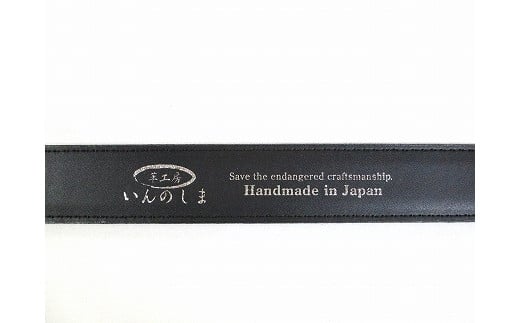 革工房
いんのしま
Save the endangered craftsmanship.
Handmade in Japan